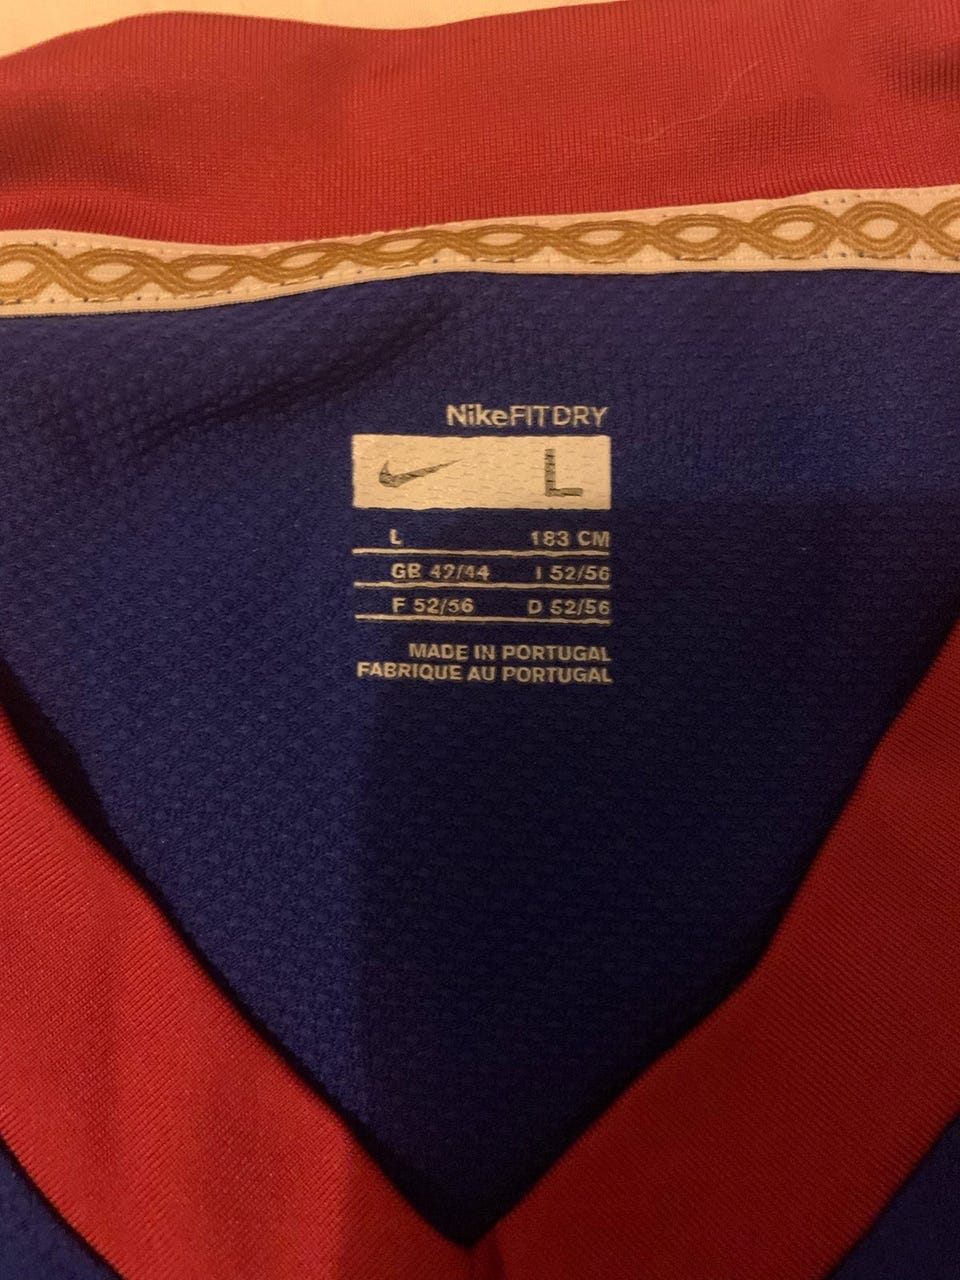 NikeFITDRY
L
L 183 CM
GB 42/44 I 52/56
F 52/56 D 52/56
MADE IN PORTUGAL
FABRIQUE AU PORTUGAL